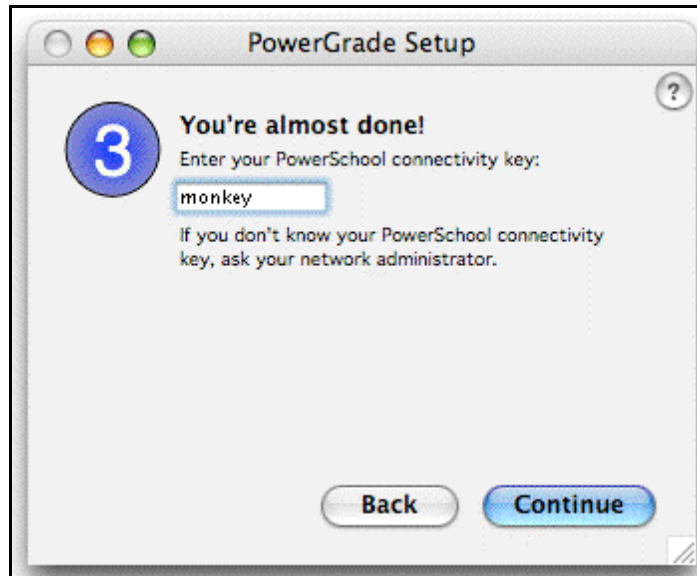 PowerGrade Setup
?
3
You're almost done!
Enter your PowerSchool connectivity key:
monkey
If you don't know your PowerSchool connectivity
key, ask your network administrator.
Back
Continue